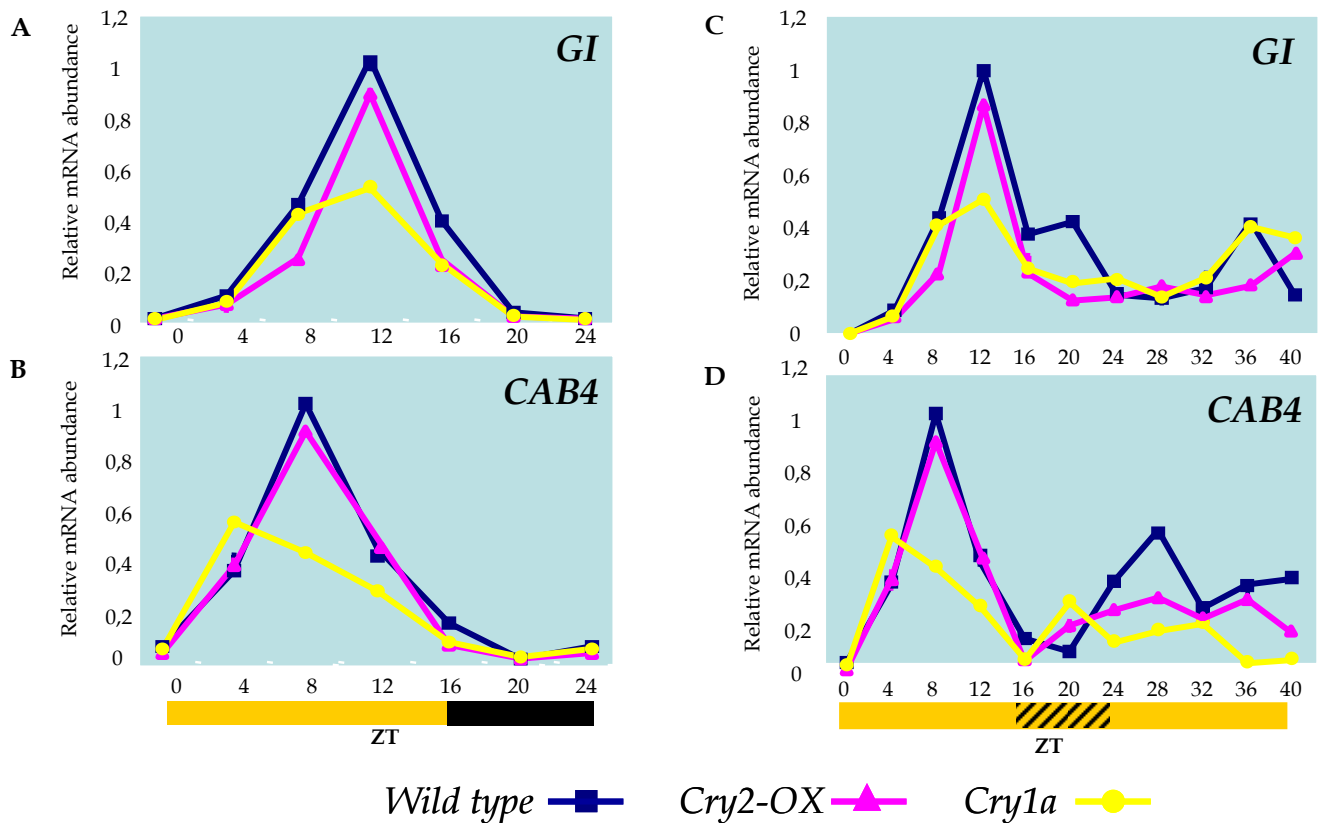 A
GI
Relative mRNA abundance
1,2
1
0,8
0,6
0,4
0,2
0
0 4 8 12 16 20 24
B
CAB4
Relative mRNA abundance
1,2
1
0,8
0,6
0,4
0,2
0
0 4 8 12 16 20 24
ZT
C
GI
Relative mRNA abundance
1,2
1
0,8
0,6
0,4
0,2
0
0 4 8 12 16 20 24 28 32 36 40
D
CAB4
Relative mRNA abundance
1,2
1
0,8
0,6
0,4
0,2
0
0 4 8 12 16 20 24 28 32 36 40
ZT
Wild type Cry2-OX Cry1a